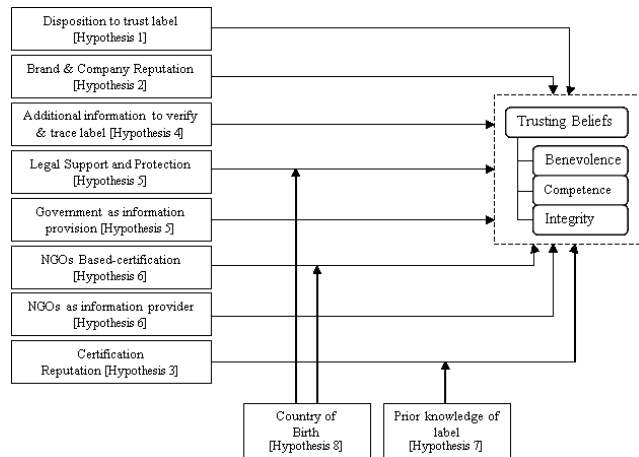 Disposition to trust label
[Hypothesis 1]
Brand & Company Reputation
[Hypothesis 2]
Additional information to verify
& trace label [Hypothesis 4]
Legal Support and Protection
[Hypothesis 5]
Government as information
provision [Hypothesis 5]
NGOs Based-certification
[Hypothesis 6]
NGOs as information provider
[Hypothesis 6]
Certification
Reputation [Hypothesis 3]
Trusting Beliefs
Benevolence
Competence
Integrity
Country of
Birth
[Hypothesis 8]
Prior knowledge of
label
[Hypothesis 7]